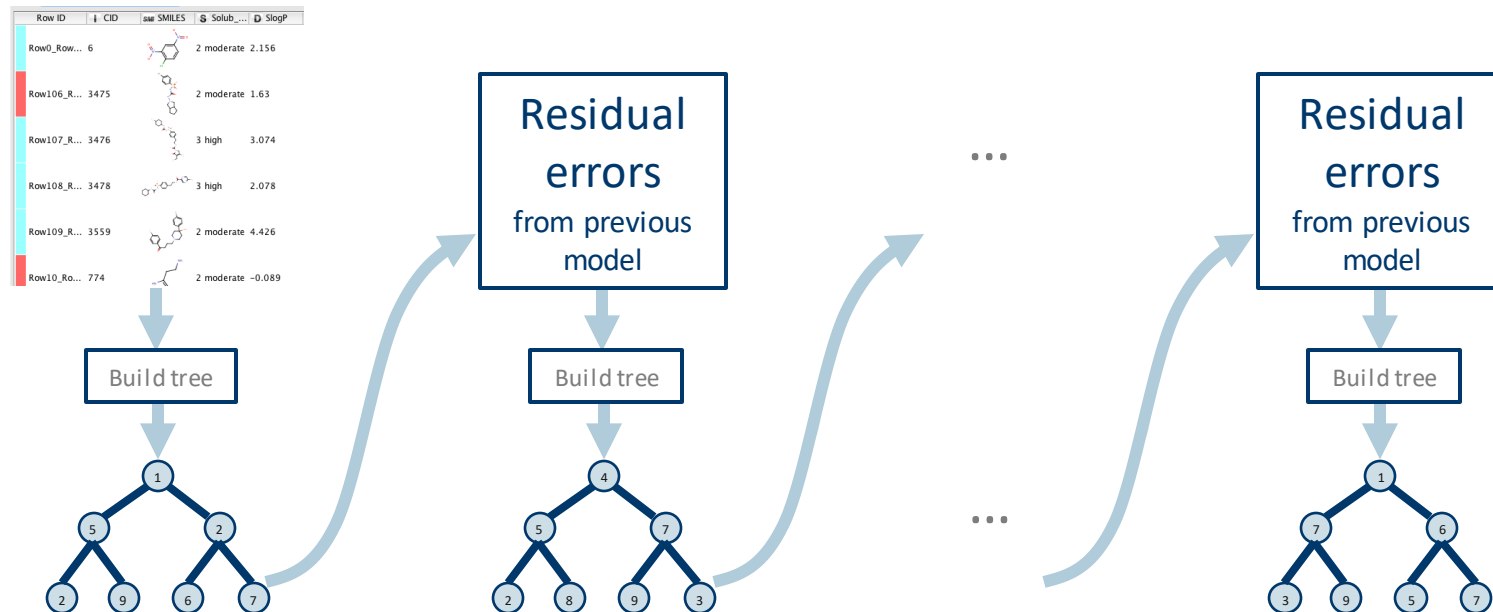 Row ID CID SMILES Solub_... D SlogP
Row0_Row... 6 2 moderate 2.156
Row106_R... 3475 2 moderate 1.63
Row107_R... 3476 3 high 3.074
Row108_R... 3478 3 high 2.078
Row109_R... 3559 2 moderate 4.426
Row10_Ro... 774 2 moderate -0.089
Residual
errors
from previous
model
...
Residual
errors
from previous
model
Build tree
Build tree
Build tree
1
5 2
2 9 6 7
4
5 7
2 8 9 3
...
1
7 6
3 9 5 7